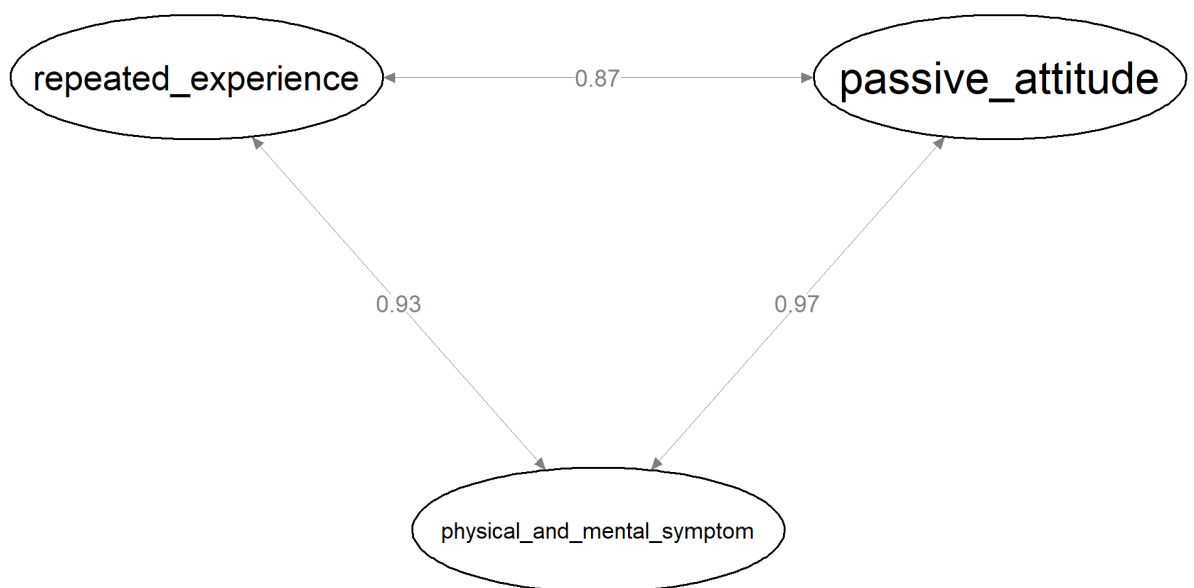 repeated_experience
0.87
passive_attitude
0.93
0.97
physical_and_mental_symptom